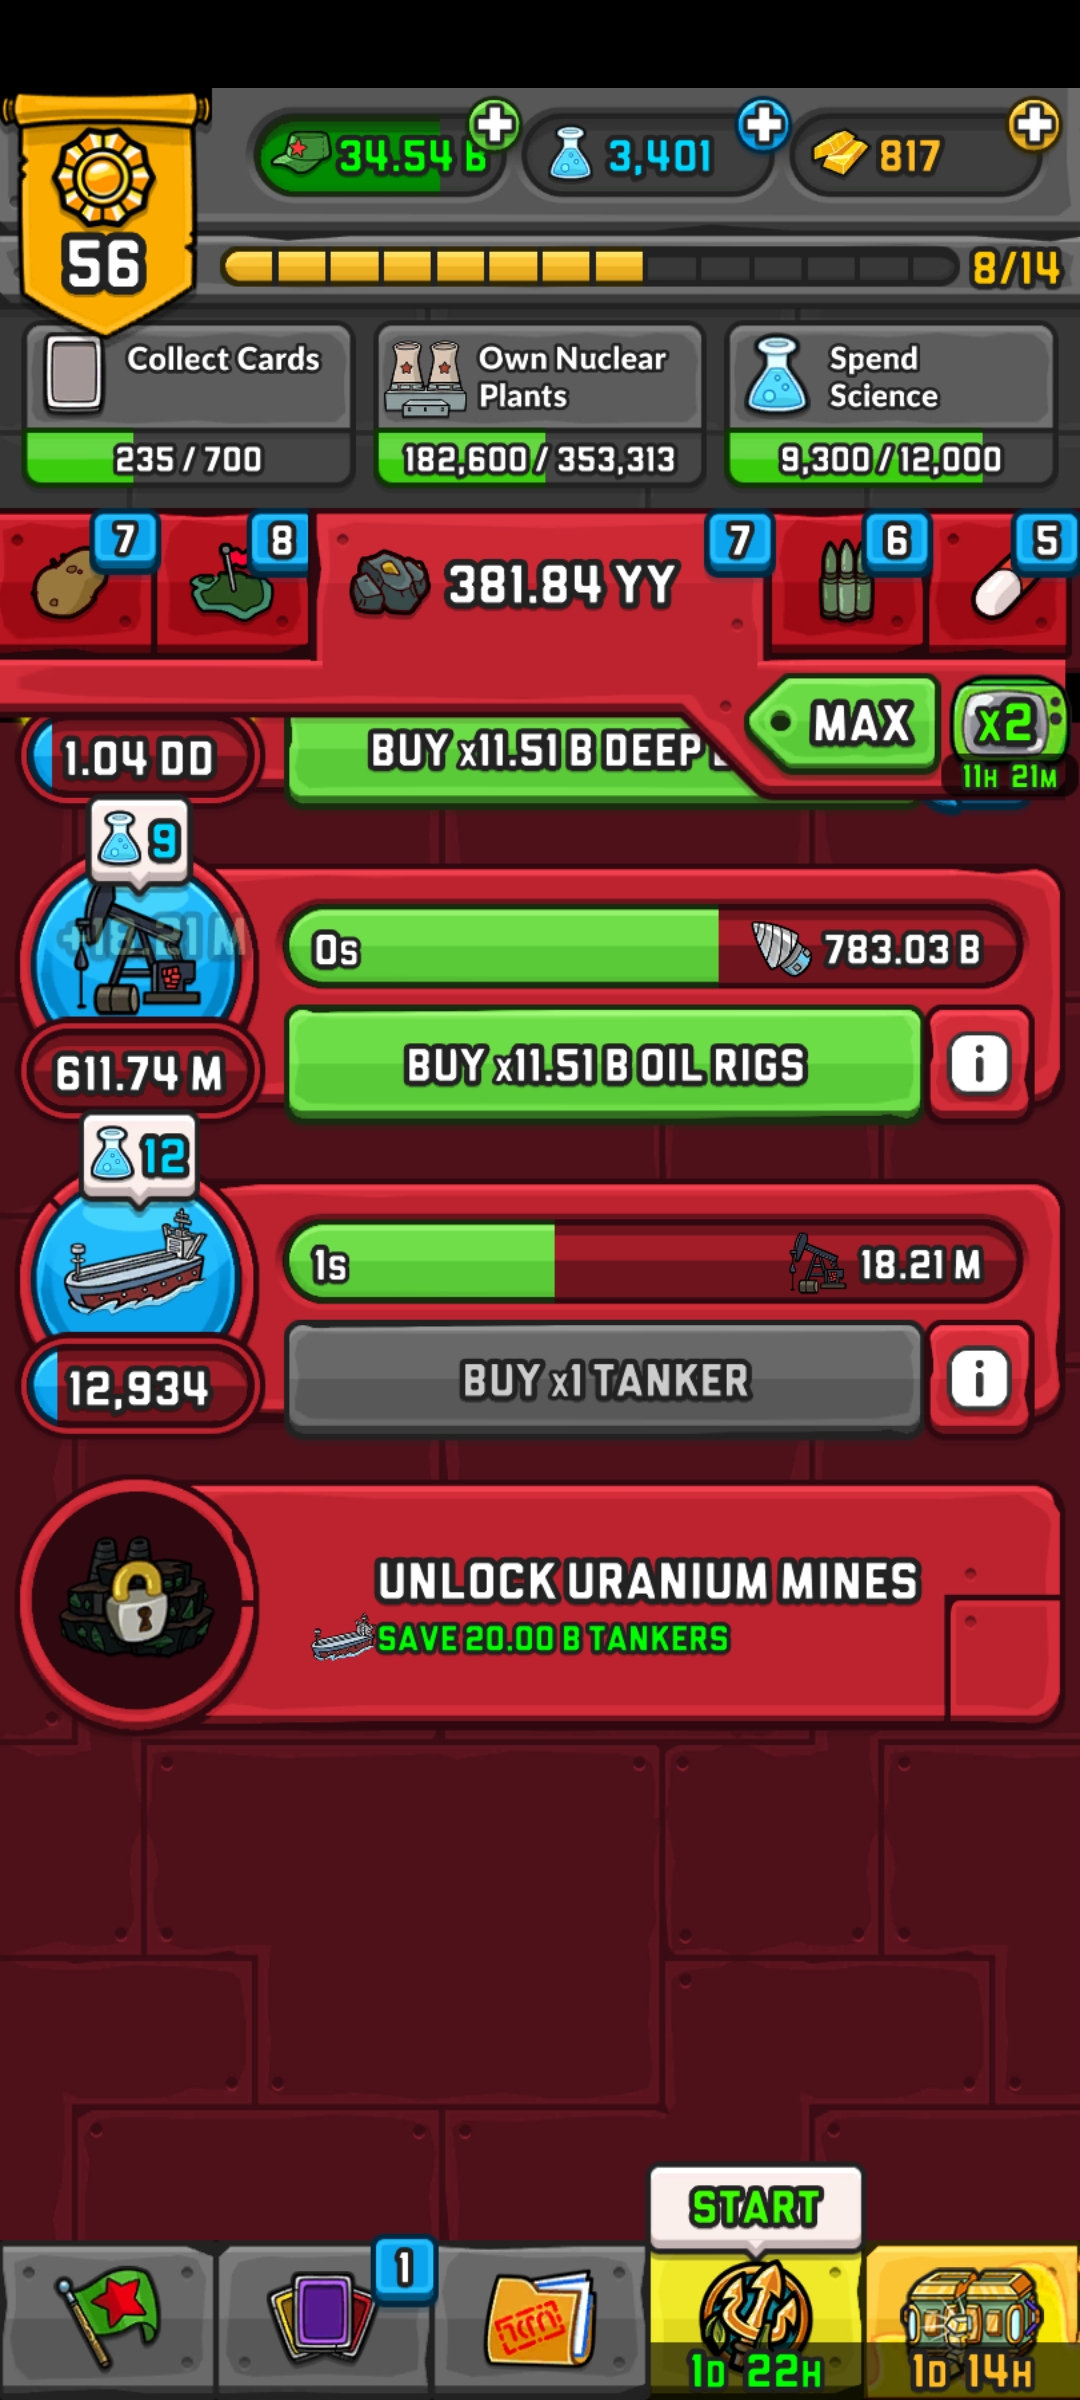 34.54 B
3,401
817
56
8/14
Collect Cards
Own Nuclear
Plants
Spend
Science
235 / 700
182,600 / 353,313
9,300 / 12,000
7
8
381.84 YY
7
6
5
MAX
x2
11H 21M
1.04 DD
BUY x11.51 B DEEP
9
+18.21 M
0s
783.03 B
611.74 M
BUY x11.51 B OIL RIGS
i
12
1s
18.21 M
12,934
BUY x1 TANKER
i
UNLOCK URANIUM MINES
SAVE 20.00 B TANKERS
START
1
1D 22H
1D 14H